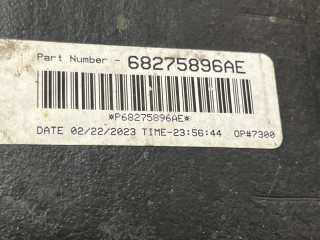 Part Number - 68275896AE
*P68275896AE*
DATE 02/22/2023 TIME-23:56:44 OP#7300